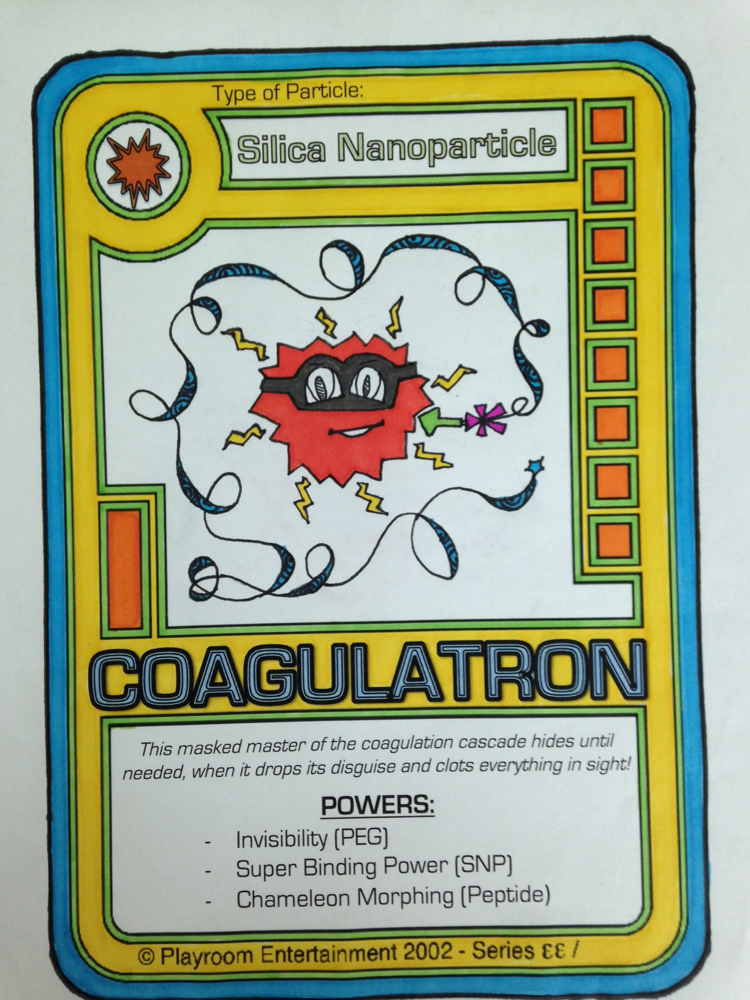 Type of Particle:
Silica Nanoparticle
COAGULATRON
This masked master of the coagulation cascade hides until
needed, when it drops its disguise and clots everything in sight!
POWERS:
- Invisibility (PEG)
- Super Binding Power (SNP)
- Chameleon Morphing (Peptide)
© Playroom Entertainment 2002 - Series εε /